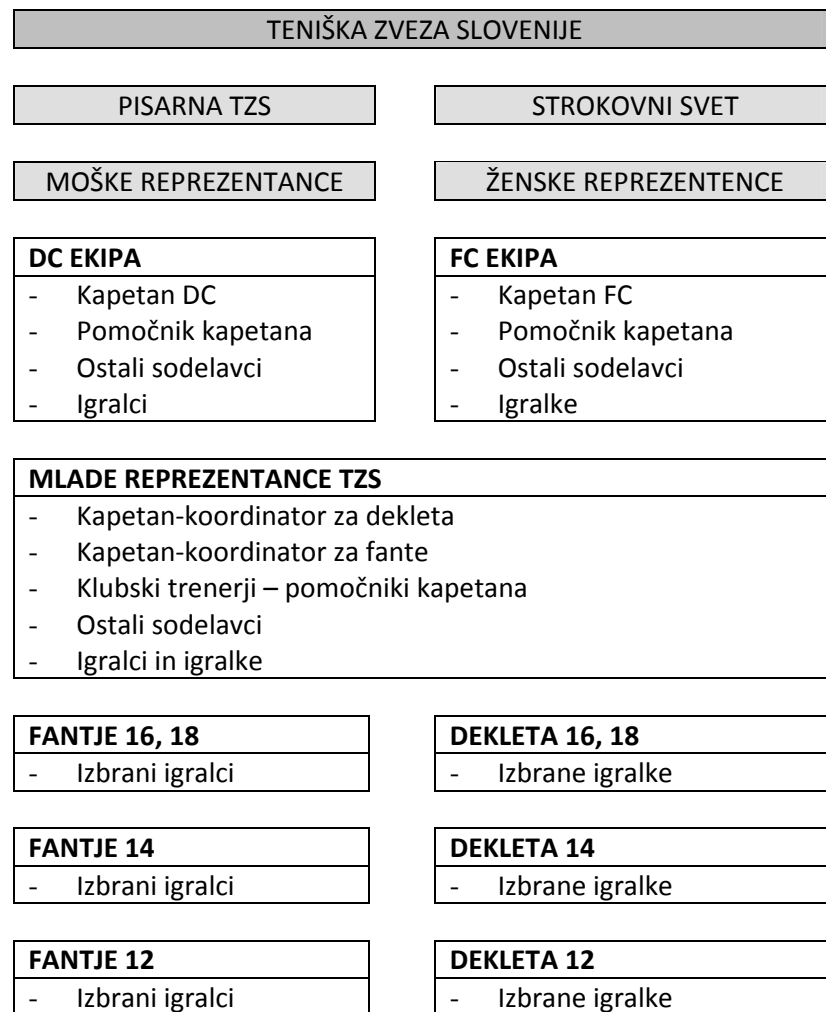 TENIŠKA ZVEZA SLOVENIJE
PISARNA TZS
STROKOVNI SVET
MOŠKE REPREZENTANCE
ŽENSKE REPREZENTENCE
DC EKIPA
- Kapetan DC
- Pomočnik kapetana
- Ostali sodelavci
- Igralci
FC EKIPA
- Kapetan FC
- Pomočnik kapetana
- Ostali sodelavci
- Igralke
MLADE REPREZENTANCE TZS
- Kapetan-koordinator za dekleta
- Kapetan-koordinator za fante
- Klubski trenerji – pomočniki kapetana
- Ostali sodelavci
- Igralci in igralke
FANTJE 16, 18
- Izbrani igralci
DEKLETA 16, 18
- Izbrane igralke
FANTJE 14
- Izbrani igralci
DEKLETA 14
- Izbrane igralke
FANTJE 12
- Izbrani igralci
DEKLETA 12
- Izbrane igralke